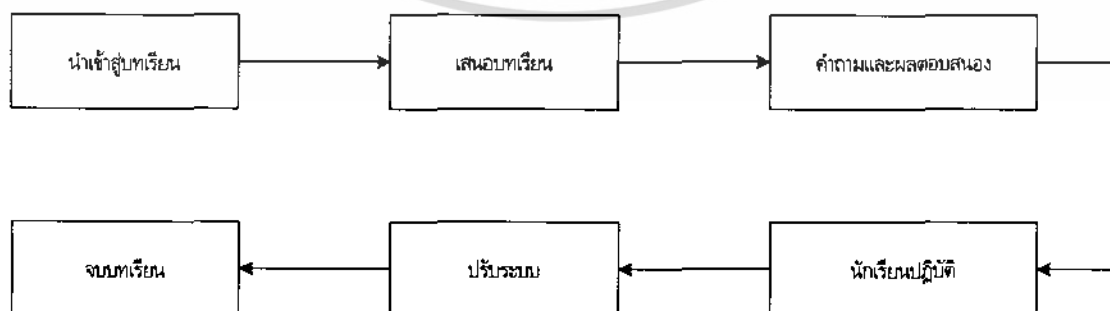 นำเข้าสู่บทเรียน
เสนอบทเรียน
คำถามและผลตอบสนอง
นักเรียนปฏิบัติ
ปรับระบบ
จบบทเรียน